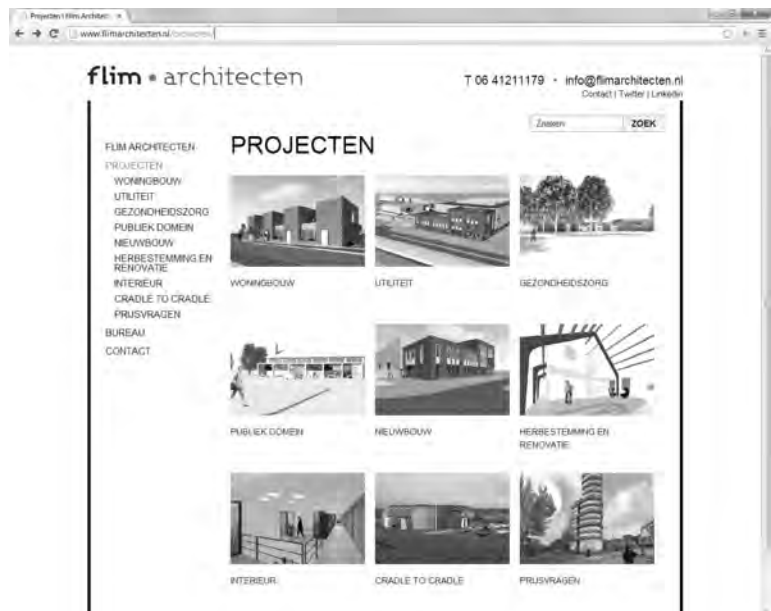 Projecten | flim Architect
www.flimarchitecten.nl/projecten/
flim • architecten
T 06 41211179 • info@flimarchitecten.nl
Contact | Twitter | Linkedin
Zoeken
ZOEK
PROJECTEN
FLIM ARCHITECTEN
PROJECTEN
WONINGBOUW
UTILITEIT
GEZONDHEIDSZORG
PUBLIEK DOMEIN
NIEUWBOUW
HERBESTEMMING EN
RENOVATIE
INTERIEUR
CRADLE TO CRADLE
PRIJSVRAGEN
BUREAU
CONTACT
WONINGBOUW
UTILITEIT
GEZONDHEIDSZORG
PUBLIEK DOMEIN
NIEUWBOUW
HERBESTEMMING EN
RENOVATIE
INTERIEUR
CRADLE TO CRADLE
PRIJSVRAGEN